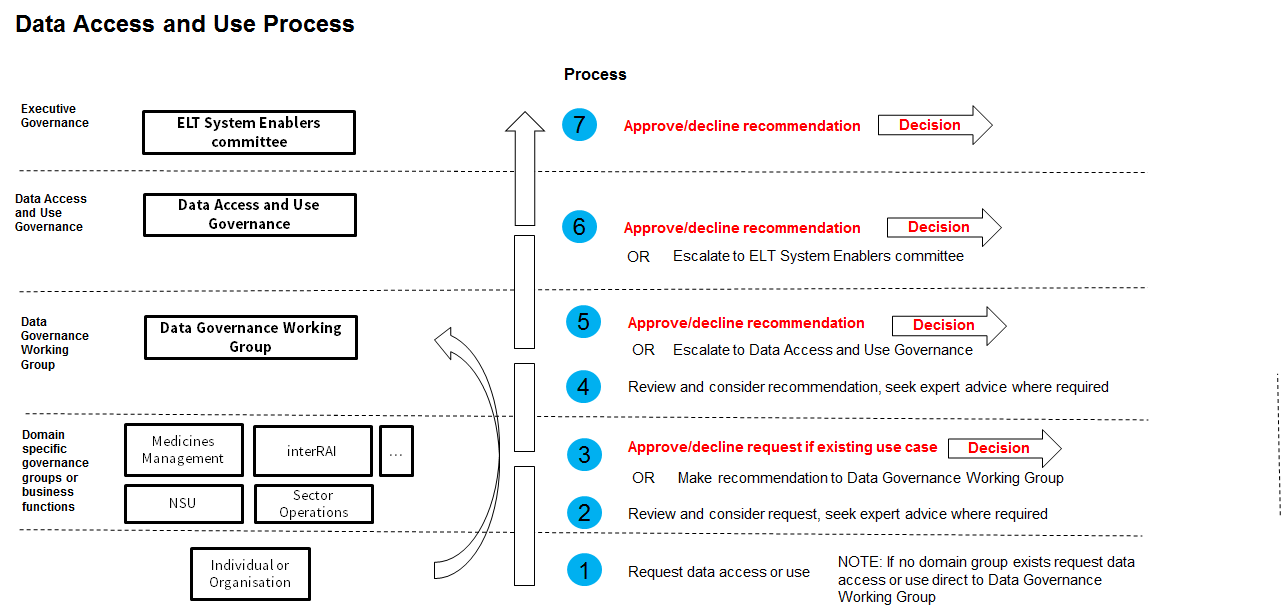 Data Access and Use Process
Process
Executive
Governance
ELT System Enablers
committee
7
Approve/decline recommendation
Decision
Data Access
and Use
Governance
Data Access and Use
Governance
6
Approve/decline recommendation
Decision
OR Escalate to ELT System Enablers committee
Data
Governance
Working
Group
Data Governance Working
Group
5
Approve/decline recommendation
Decision
OR Escalate to Data Access and Use Governance
4
Review and consider recommendation, seek expert advice where required
Domain
specific
governance
groups or
business
functions
Medicines
Management
interRAI
...
NSU
Sector
Operations
3
Approve/decline request if existing use case
Decision
OR Make recommendation to Data Governance Working Group
2
Review and consider request, seek expert advice where required
Individual or
Organisation
1
Request data access or use
NOTE: If no domain group exists request data
access or use direct to Data Governance
Working Group